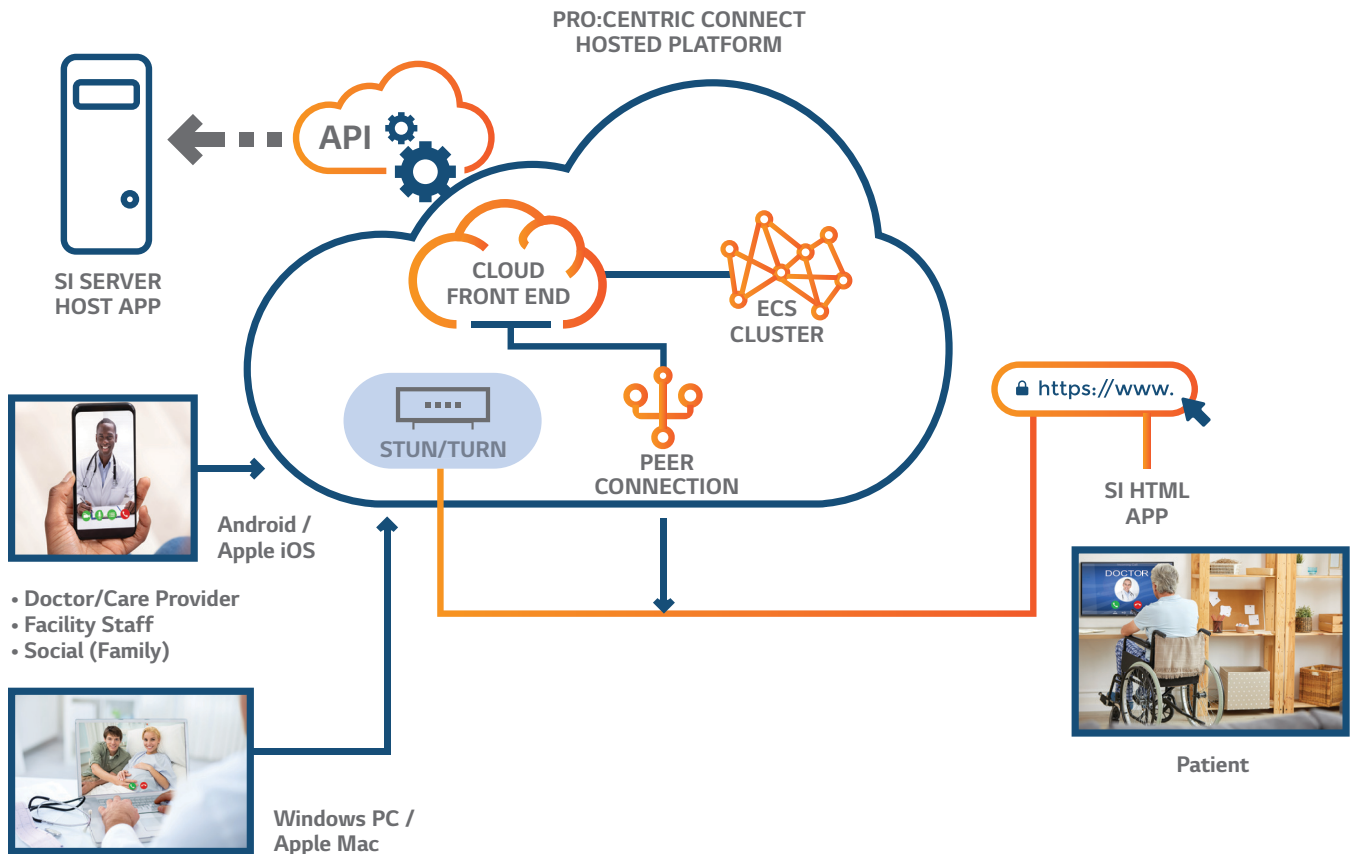 PRO:CENTRIC CONNECT
HOSTED PLATFORM
API
SI SERVER
HOST APP
CLOUD
FRONT END
ECS
CLUSTER
STUN/TURN
PEER
CONNECTION
https://www.
SI HTML
APP
Android /
Apple iOS
• Doctor/Care Provider
• Facility Staff
• Social (Family)
DOCTOR
Patient
Windows PC /
Apple Mac